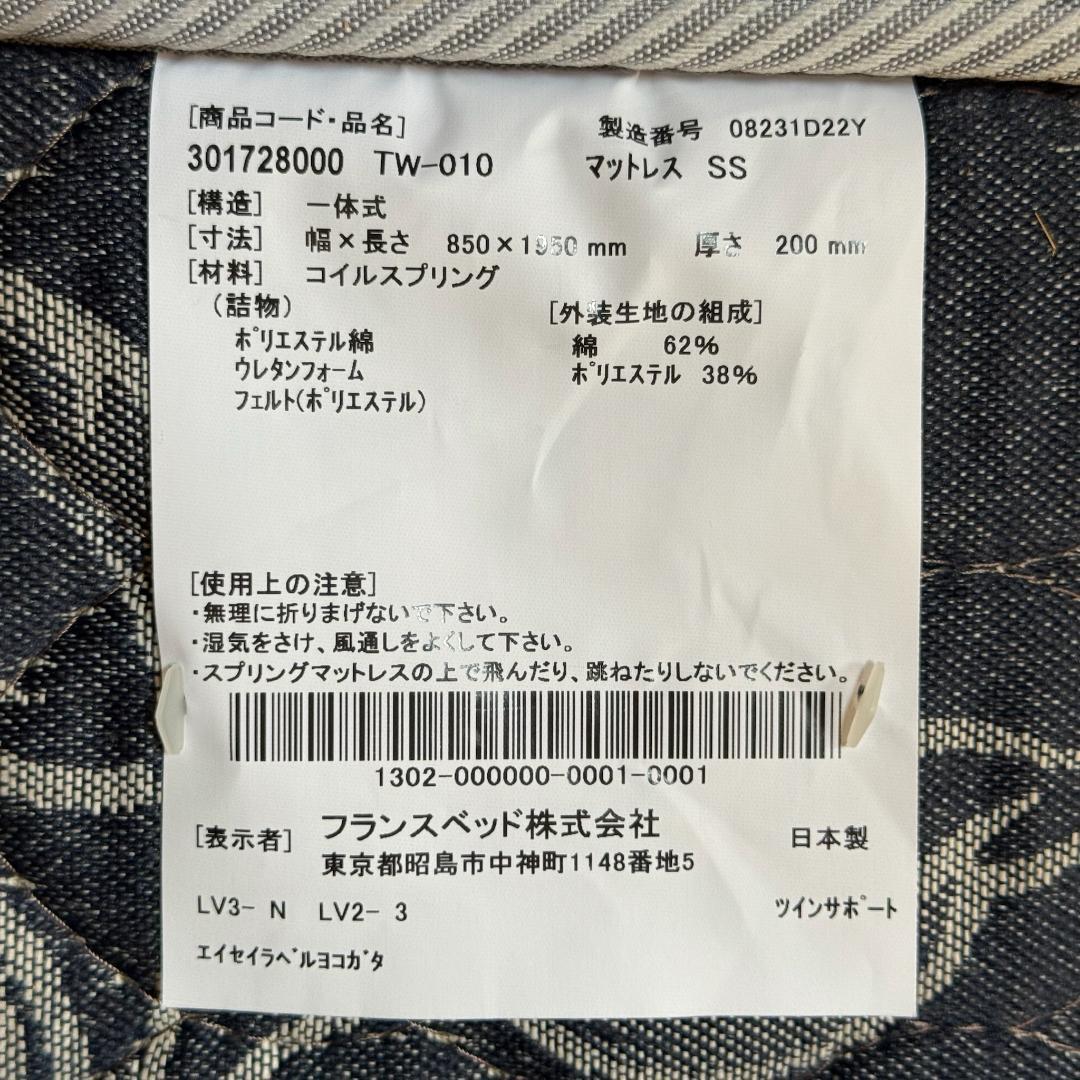 [商品コード・品名] 製造番号 08231D22Y
301728000 TW-010 マットレス SS
[構造] 一体式
[寸法] 幅×長さ 850×1950 mm 厚さ 200 mm
[材料] コイルスプリング
(詰物) [外装生地の組成]
ポリエステル綿 綿 62%
ウレタンフォーム ポリエステル 38%
フェルト(ポリエステル)
[使用上の注意]
・無理に折りまげないで下さい。
・湿気をさけ、風通しをよくして下さい。
・スプリングマットレスの上で飛んだり、跳ねたりしないでください。
1302-000000-0001-0001
[表示者] フランスベッド株式会社 日本製
東京都昭島市中神町1148番地5
LV3- N LV2- 3 ツインサポート
エイセイラベルヨコガタ